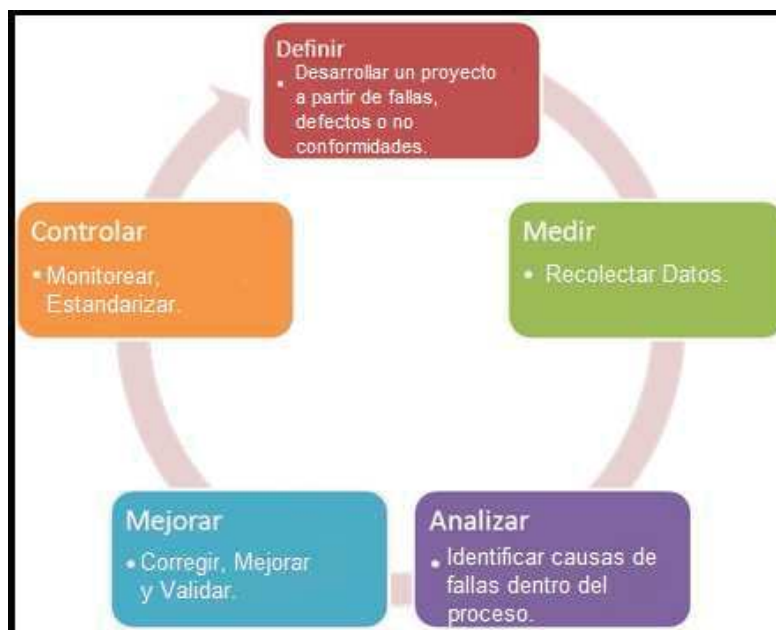 Definir
• Desarrollar un proyecto
a partir de fallas,
defectos o no
conformidades.
Medir
• Recolectar Datos.
Analizar
• Identificar causas de
fallas dentro del
proceso.
Mejorar
• Corregir, Mejorar
y Validar.
Controlar
• Monitorear,
Estandarizar.